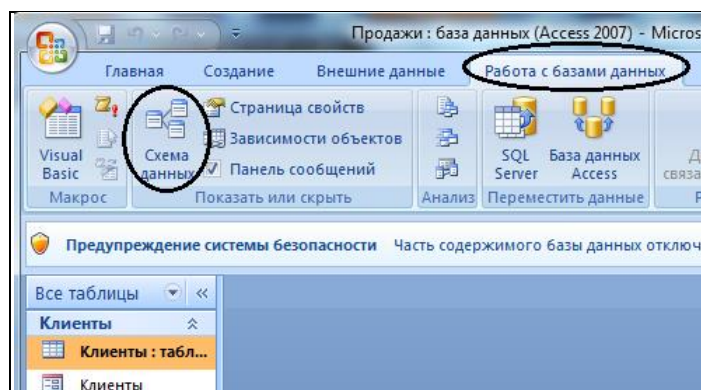 Продажи : база данных (Access 2007) - Micros
Главная Создание Внешние данные Работа с базами данных
Visual Basic
Схема данных
Страница свойств
Зависимости объектов
Панель сообщений
SQL Server
База данных Access
Макрос Показать или скрыть Анализ Переместить данные
Предупреждение системы безопасности Часть содержимого базы данных отключ
Все таблицы
Клиенты
Клиенты : табл...
Клиенты